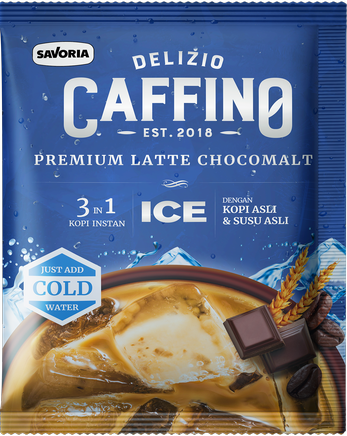 SAVORIA
DELIZIO
CAFFINO
EST. 2018
PREMIUM LATTE CHOCOMALT
3 IN 1
KOPI INSTAN
ICE
DENGAN
KOPI ASLI
& SUSU ASLI
JUST ADD
COLD
WATER